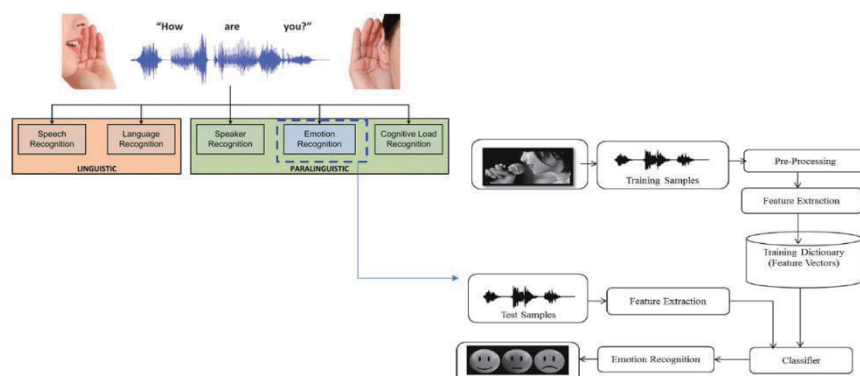 "How are you?"
Speech
Recognition
Language
Recognition
LINGUISTIC
Speaker
Recognition
Emotion
Recognition
Cognitive Load
Recognition
PARALINGUISTIC
Training Samples
Pre-Processing
Feature Extraction
Training Dictionary
(Feature Vectors)
Test Samples
Feature Extraction
Emotion Recognition
Classifier